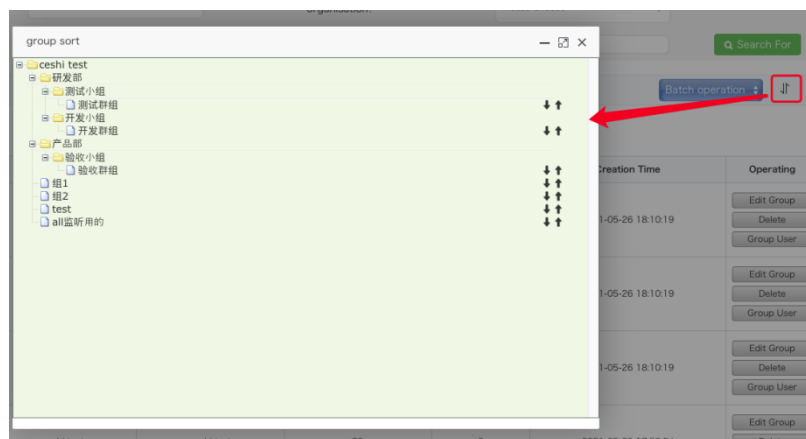 organisation:
group sort
Search For
ceshi test
研发部
测试小组
Batch operation
测试群组
开发小组
开发群组
产品部
验收小组
验收群组
Creation Time
Operating
组1
组2
test
all监听用的
Edit Group
1-05-26 18:10:19
Delete
Group User
Edit Group
1-05-26 18:10:19
Delete
Group User
Edit Group
1-05-26 18:10:19
Delete
Group User
Edit Group